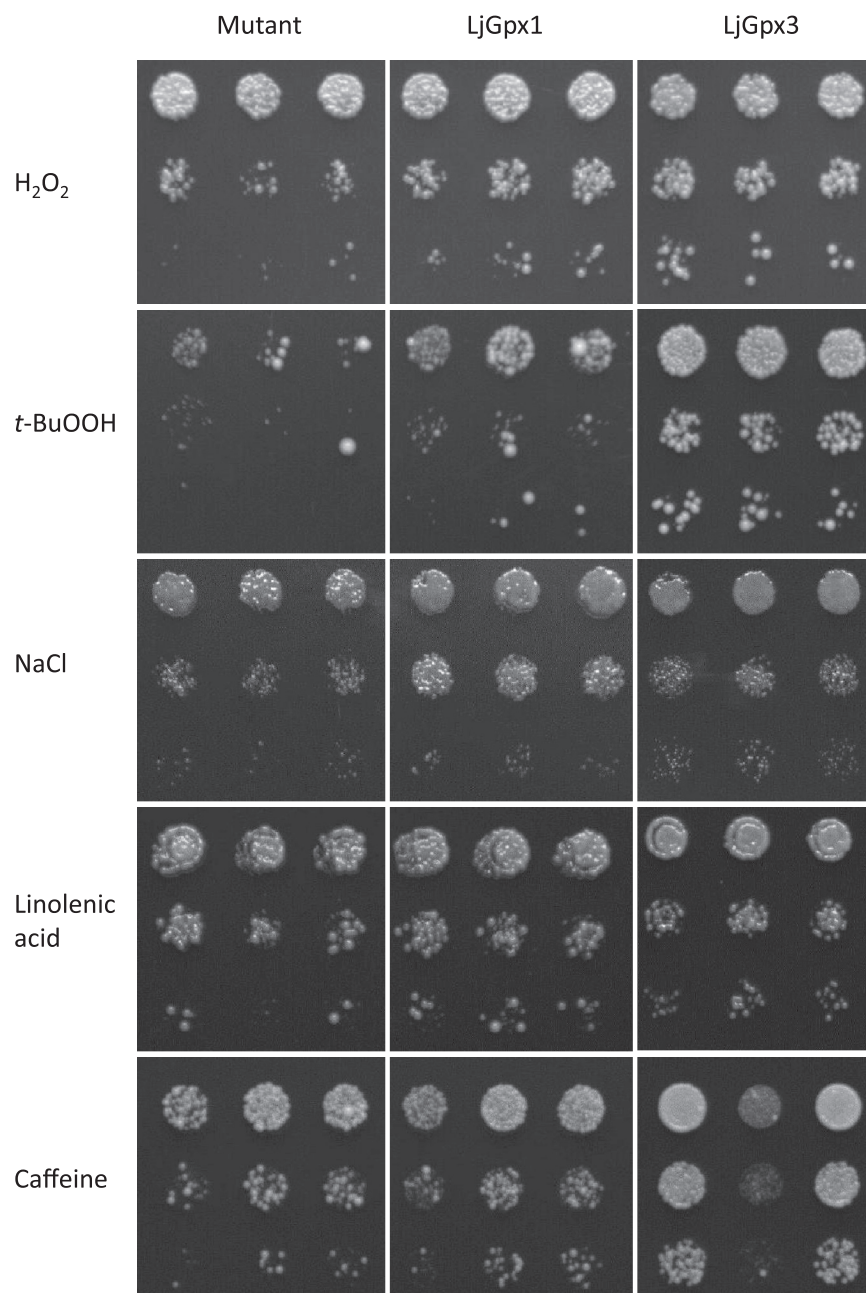 Mutant LjGpx1 LjGpx3
H₂O₂
t-BuOOH
NaCl
Linolenic
acid
Caffeine